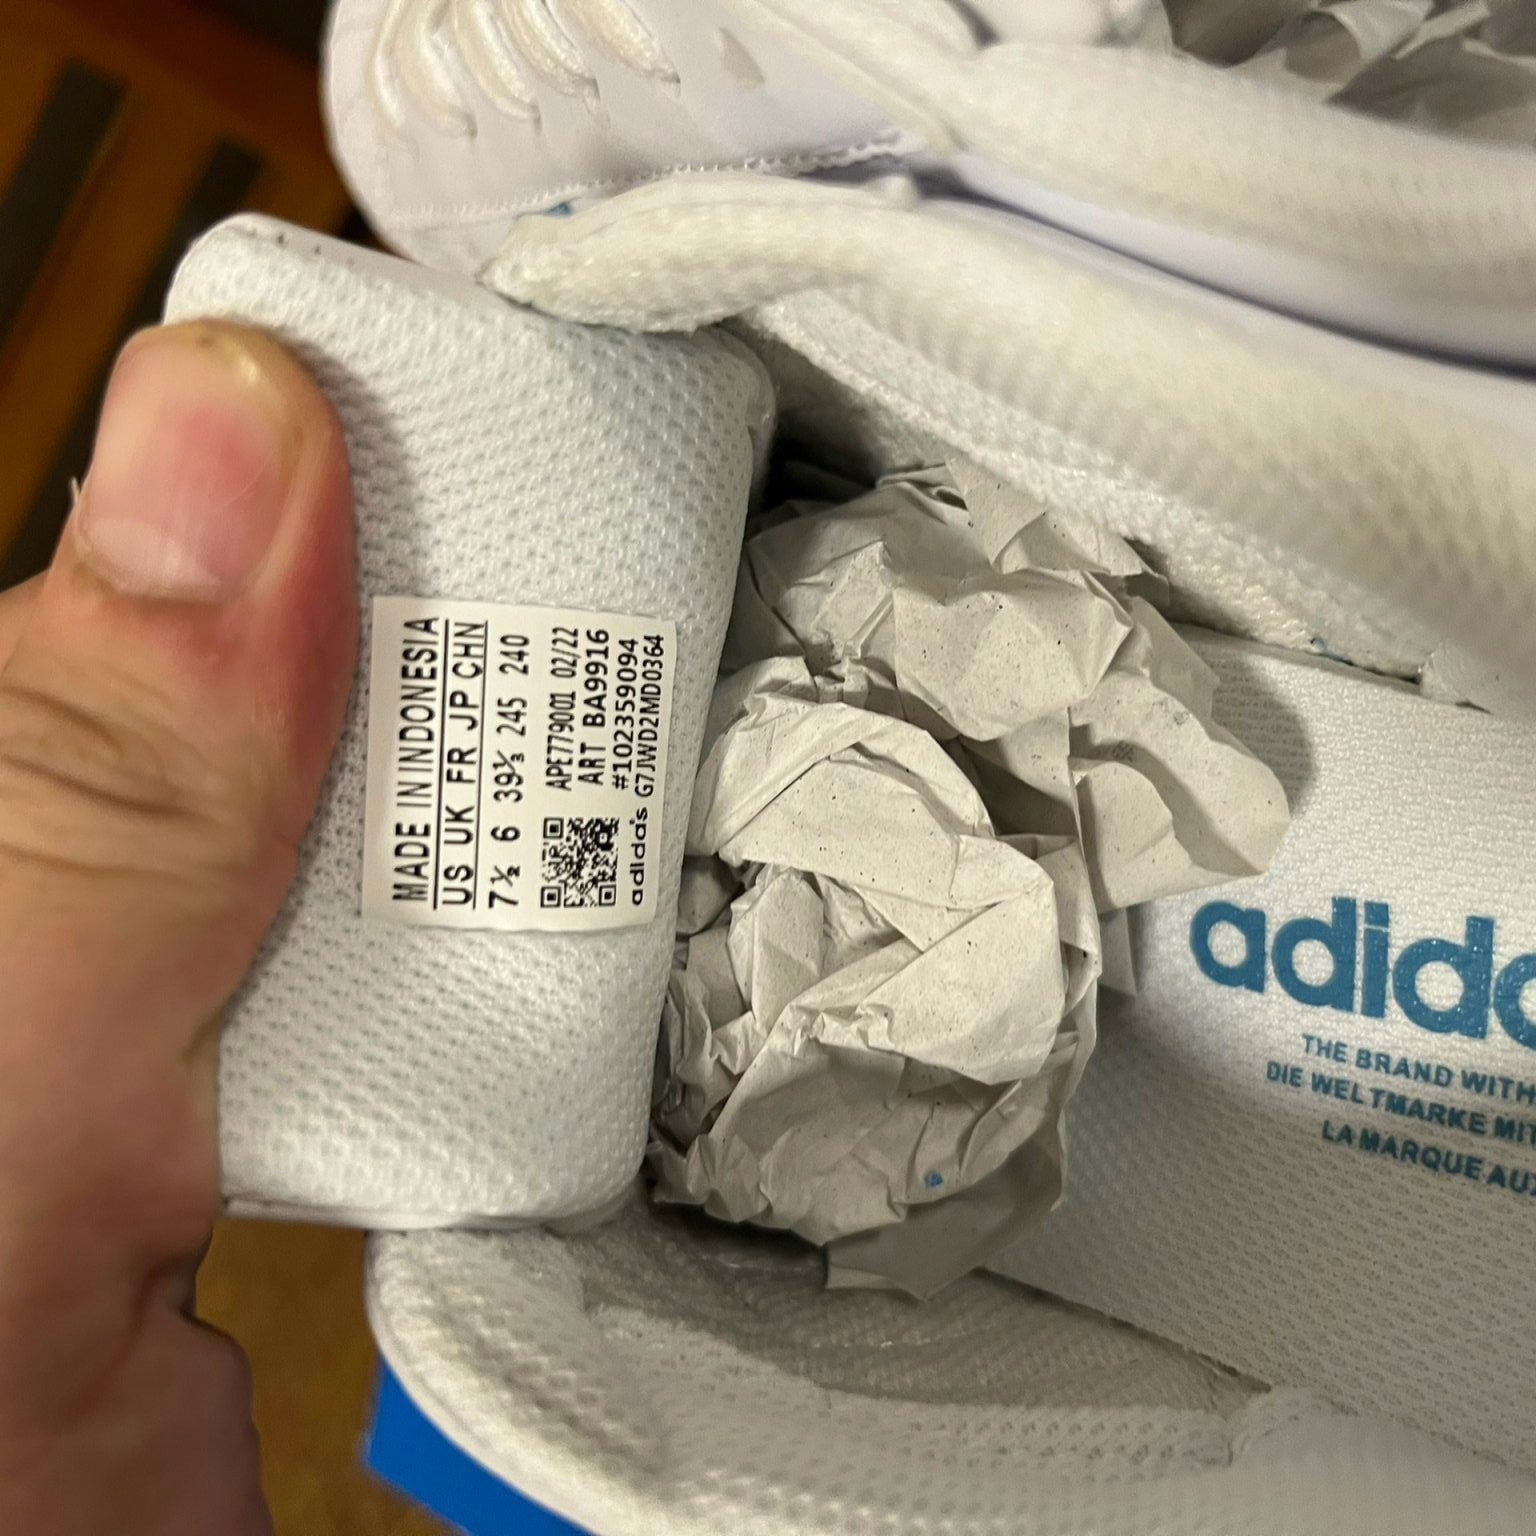 MADE IN INDONESIA
US UK FR JP CHN
7½ 6 39⅓ 245 240
APE779001 02/22
ART BA9916
#102359094
adidas G7JWD2MD0364
adida
THE BRAND WITH
DIE WELTMARKE MIT
LA MARQUE AUX